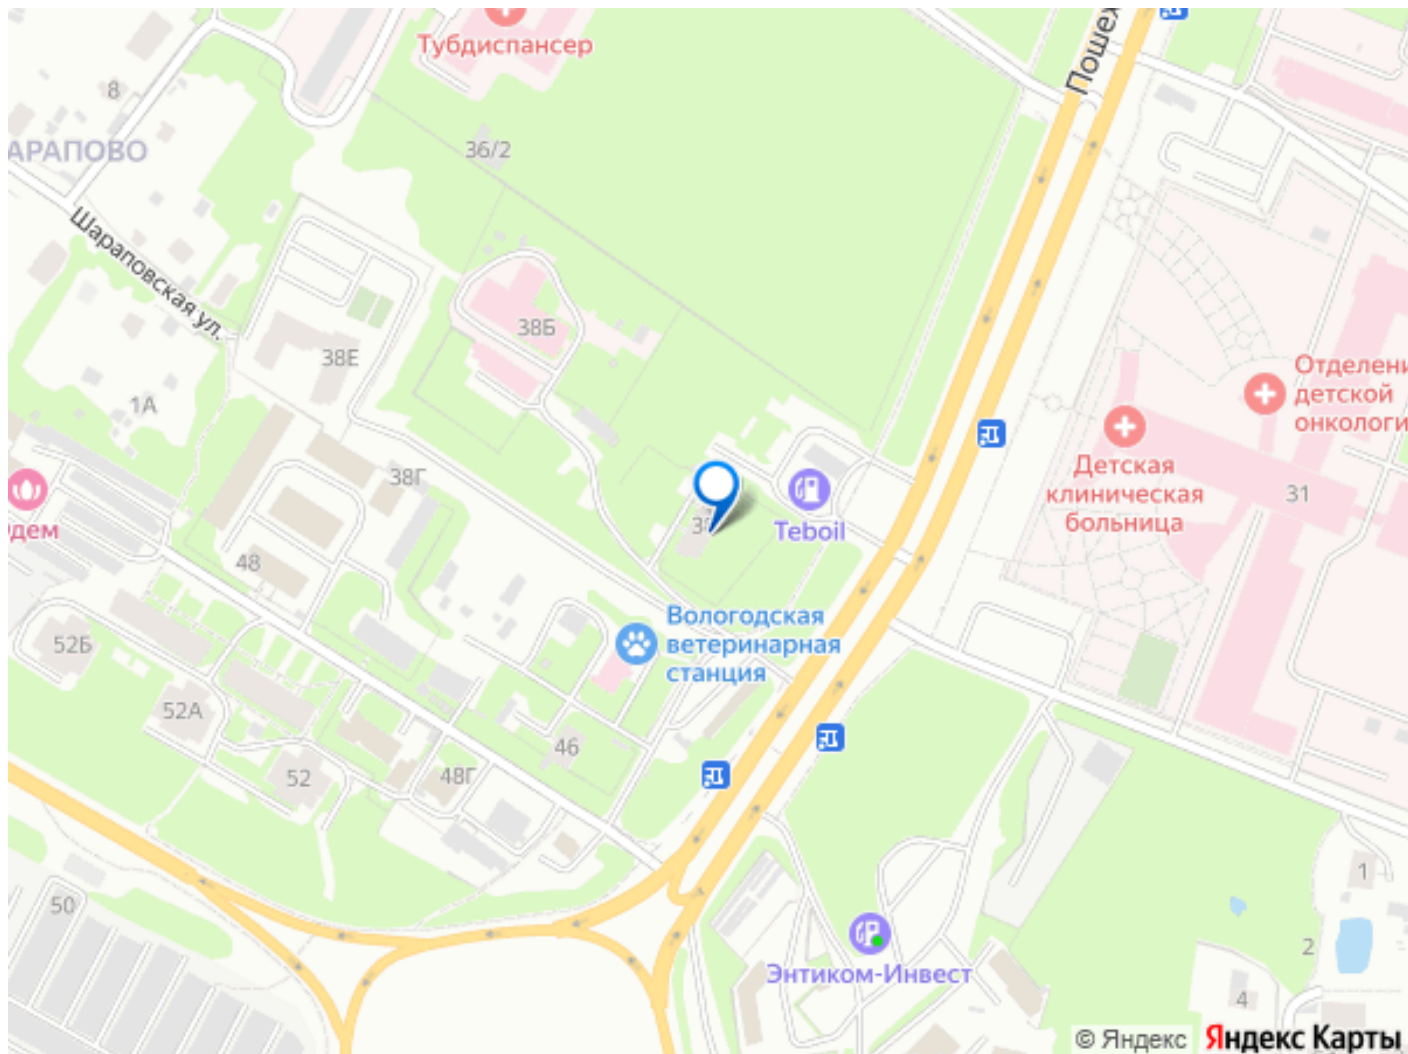 Тубдиспансер
Пошех
8
36/2
АРАПОВО
Шараповская ул.
38Б
38Е
1А
Отделени
детской
онкологи
Детская
клиническая
больница
31
38Г
дем
Teboil
48
Вологодская
ветеринарная
станция
52Б
52А
46
52
48Г
50
1
2
Энтиком-Инвест
4
© Яндекс
Яндекс Карты